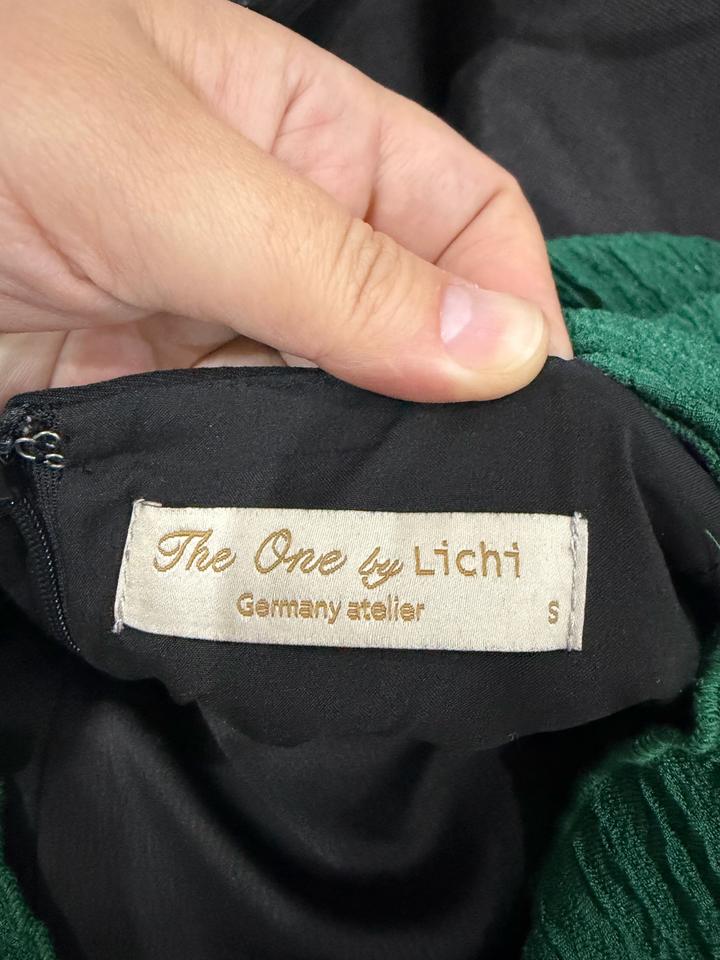 The One by Lichi
Germany atelier
S